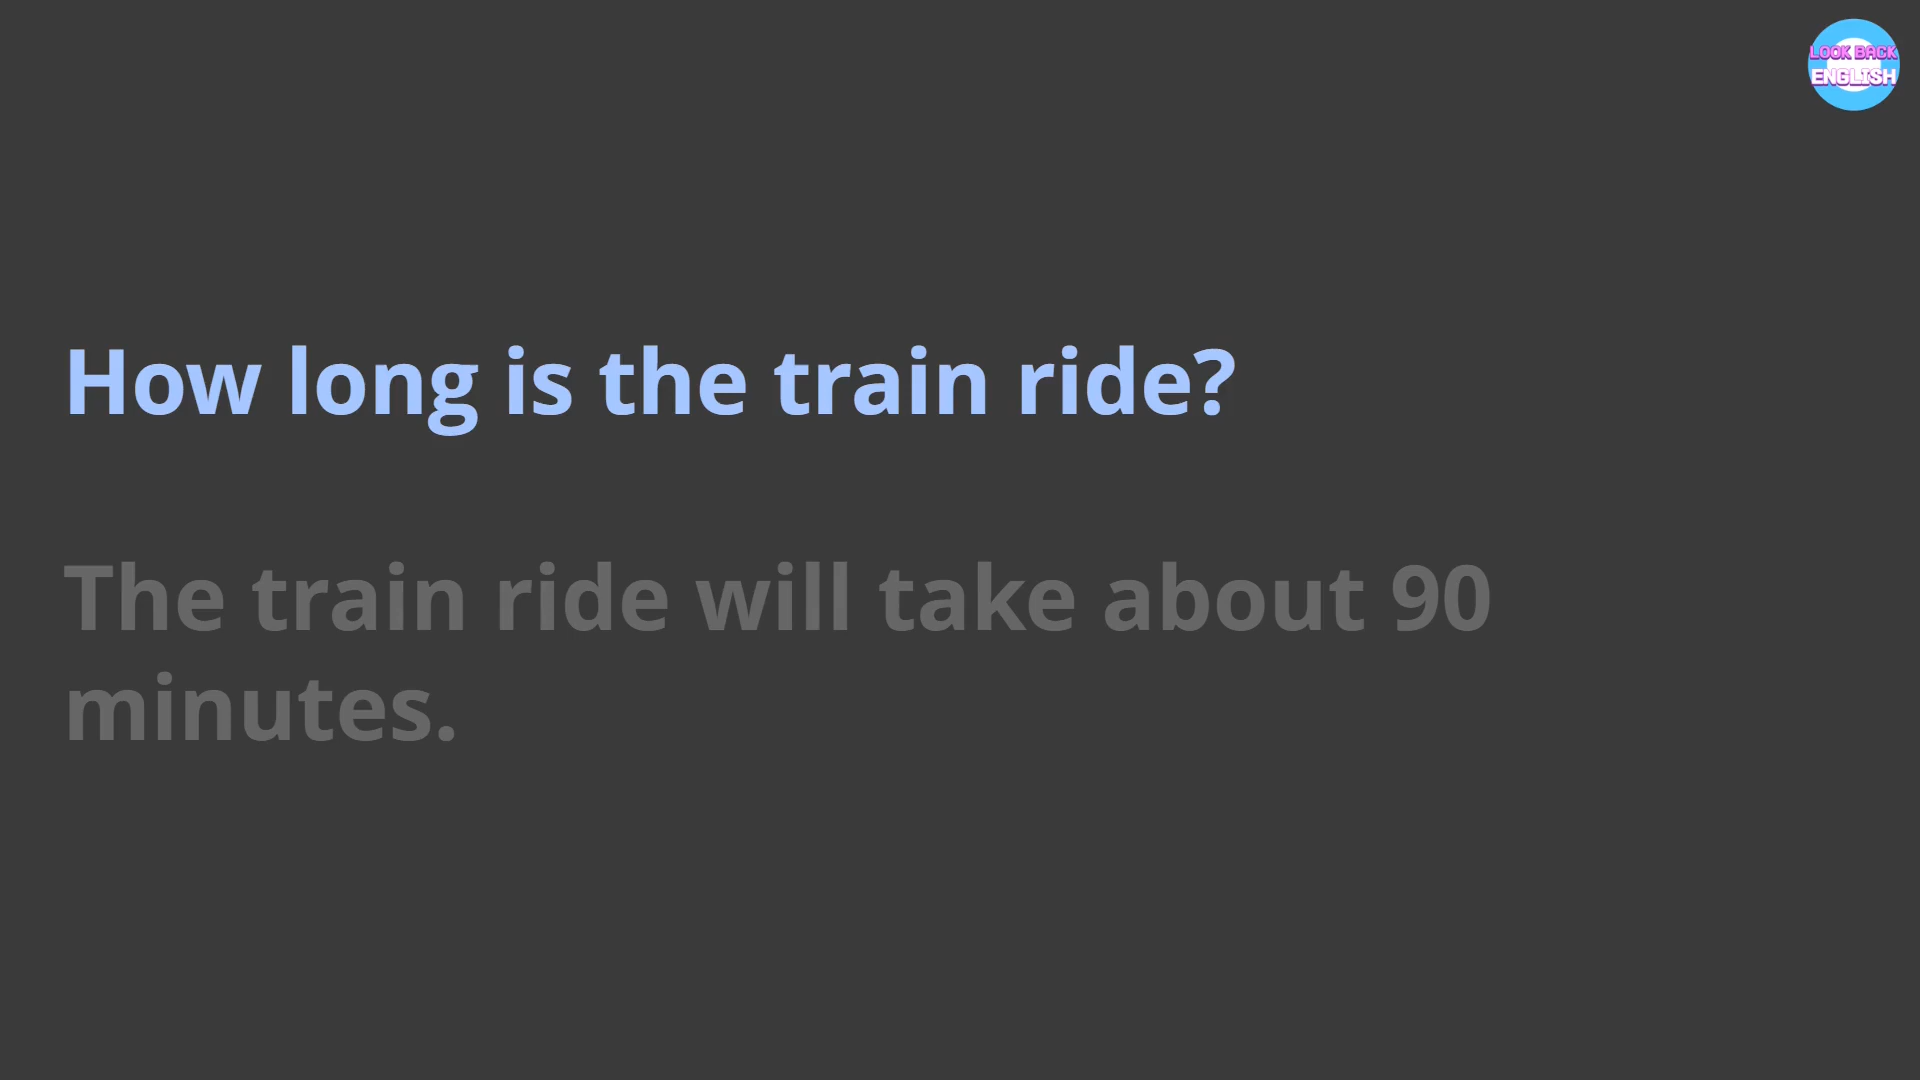 LOOK BACK
ENGLISH
How long is the train ride?
The train ride will take about 90
minutes.